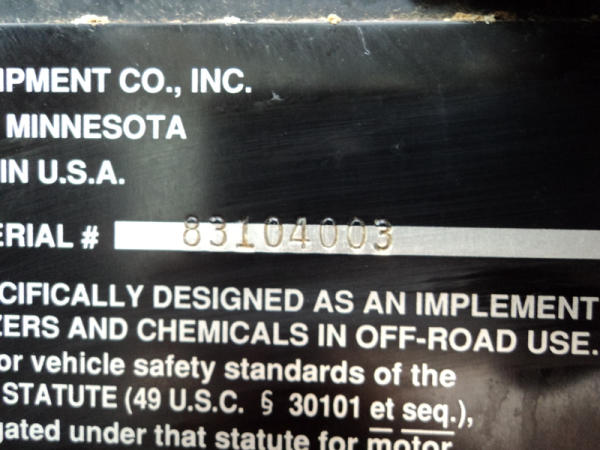 IPMENT CO., INC.
MINNESOTA
IN U.S.A.
ERIAL # 83104003
CIFICALLY DESIGNED AS AN IMPLEMENT
ZERS AND CHEMICALS IN OFF-ROAD USE.
or vehicle safety standards of the
STATUTE (49 U.S.C. § 30101 et seq.),
gated under that statute for motor